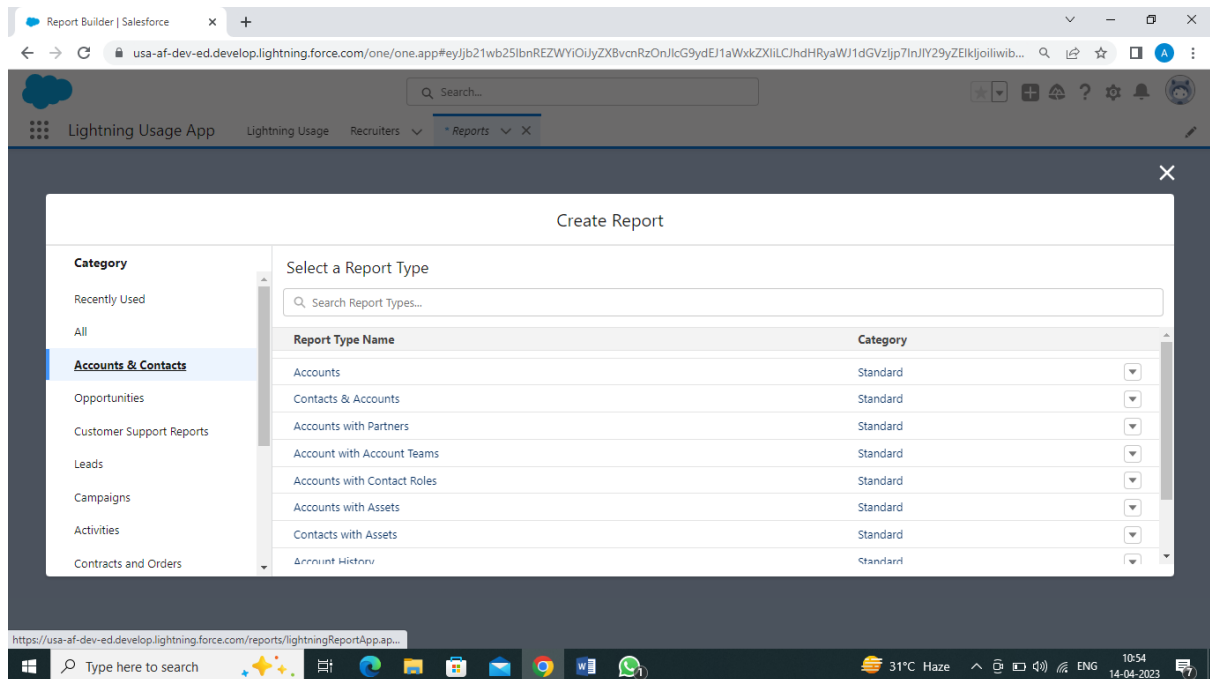 Report Builder | Salesforce
usa-af-dev-ed.develop.lightning.force.com/one/one.app#eyJjb21wb25lbnREZWYiOiJyZXBvcnRzOnJlcG9ydEJ1aWxkZXIiLCJhdHRyaWJ1dGVzIjp7InJlY29yZElkIjoiliwib...
A
Search...
Lightning Usage App Lightning Usage Recruiters * Reports
Create Report
Category
Select a Report Type
Recently Used
Search Report Types...
All
Report Type Name Category
Accounts & Contacts
Accounts Standard
Opportunities
Contacts & Accounts Standard
Customer Support Reports
Accounts with Partners Standard
Account with Account Teams Standard
Leads
Accounts with Contact Roles Standard
Campaigns
Accounts with Assets Standard
Activities
Contacts with Assets Standard
Contracts and Orders
Account History Standard
https://usa-af-dev-ed.develop.lightning.force.com/reports/lightningReportApp.ap...
Type here to search
31°C Haze
ENG
10:54
14-04-2023